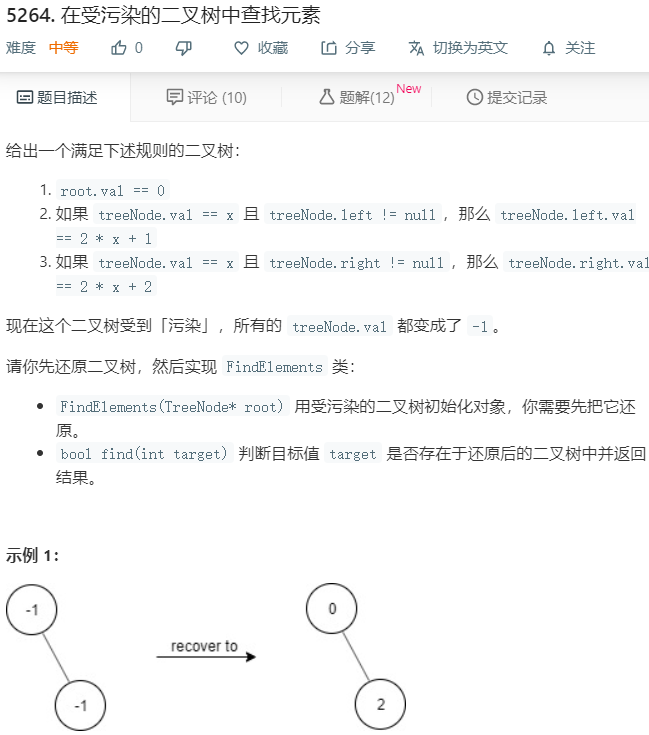 5264. 在受污染的二叉树中查找元素
难度 中等 0 收藏 分享 切换为英文 关注
题目描述 评论 (10) 题解(12) New 提交记录
给出一个满足下述规则的二叉树：
1. root.val == 0
2. 如果 treeNode.val == x 且 treeNode.left != null，那么 treeNode.left.val
== 2 * x + 1
3. 如果 treeNode.val == x 且 treeNode.right != null，那么 treeNode.right.val
== 2 * x + 2
现在这个二叉树受到「污染」，所有的 treeNode.val 都变成了 -1。
请你先还原二叉树，然后实现 FindElements 类：
• FindElements(TreeNode* root) 用受污染的二叉树初始化对象，你需要先把它还
原。
• bool find(int target) 判断目标值 target 是否存在于还原后的二叉树中并返回
结果。
示例 1：
-1 0
recover to
-1 2